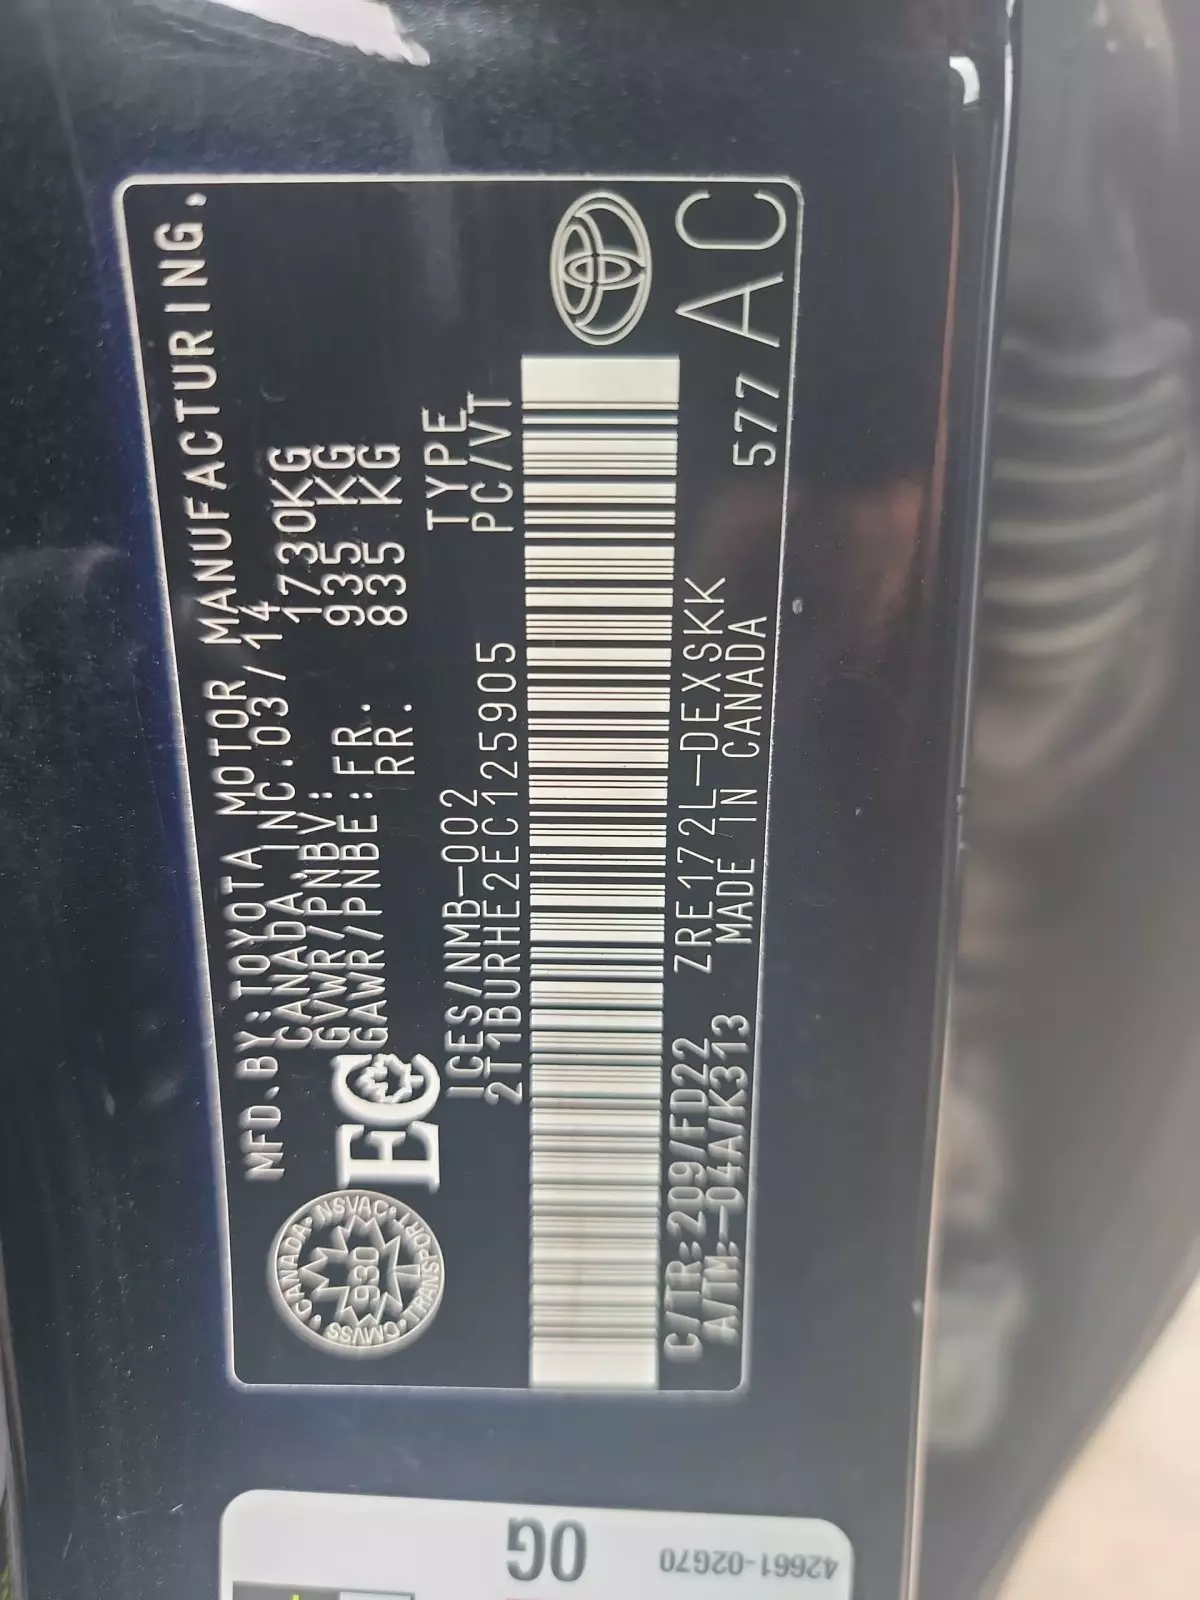 MFD.BY:TOYOTA MOTOR MANUFACTURING,
CANADA,INC.03/14
GVWR/PNBV: 1730KG
GAWR/PNBE:FR. 935 KG
RR. 835 KG
CANADA • NSVAC • TRANSPORT • CMVSS •
930
EC
ICES/NMB-002 TYPE
2T1BURHE2EC125905 PC/VT
C/TR:209/FD22 ZRE172L-DEXSKK
A/TM:-04A/K313 MADE IN CANADA 577 AC
42661-02G70
0G